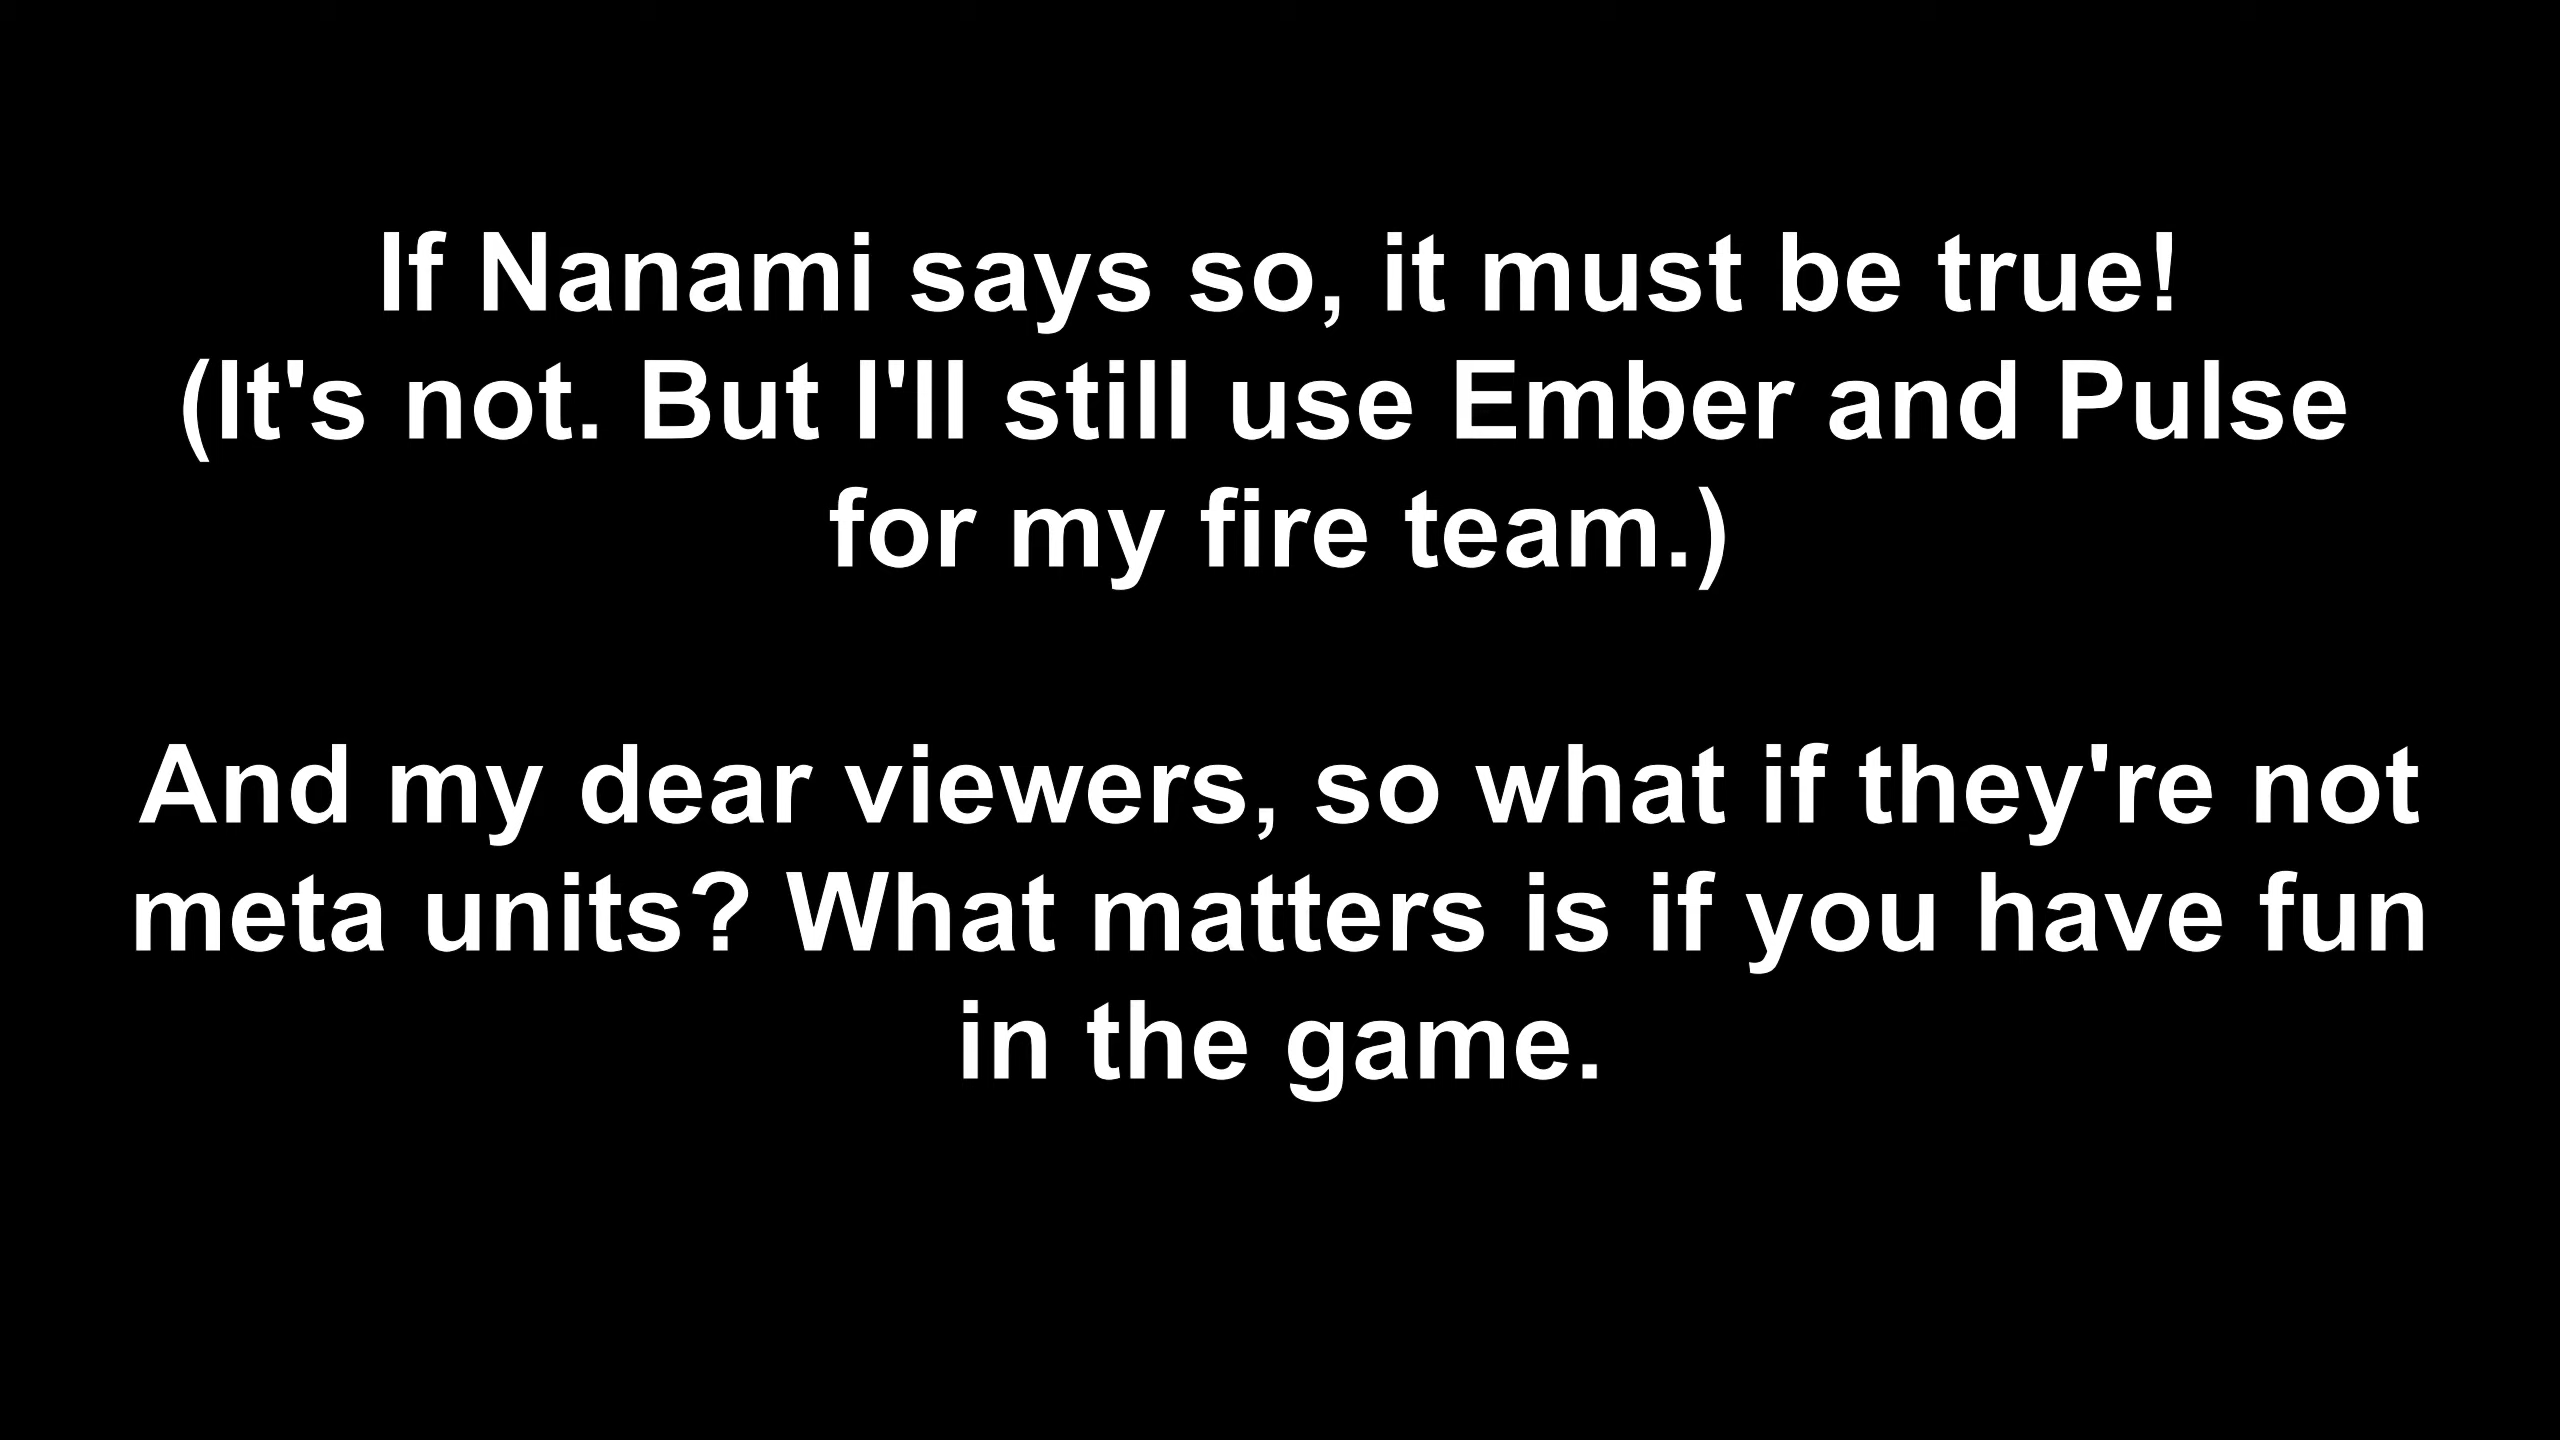 If Nanami says so, it must be true!
(It's not. But I'll still use Ember and Pulse
for my fire team.)
And my dear viewers, so what if they're not
meta units? What matters is if you have fun
in the game.